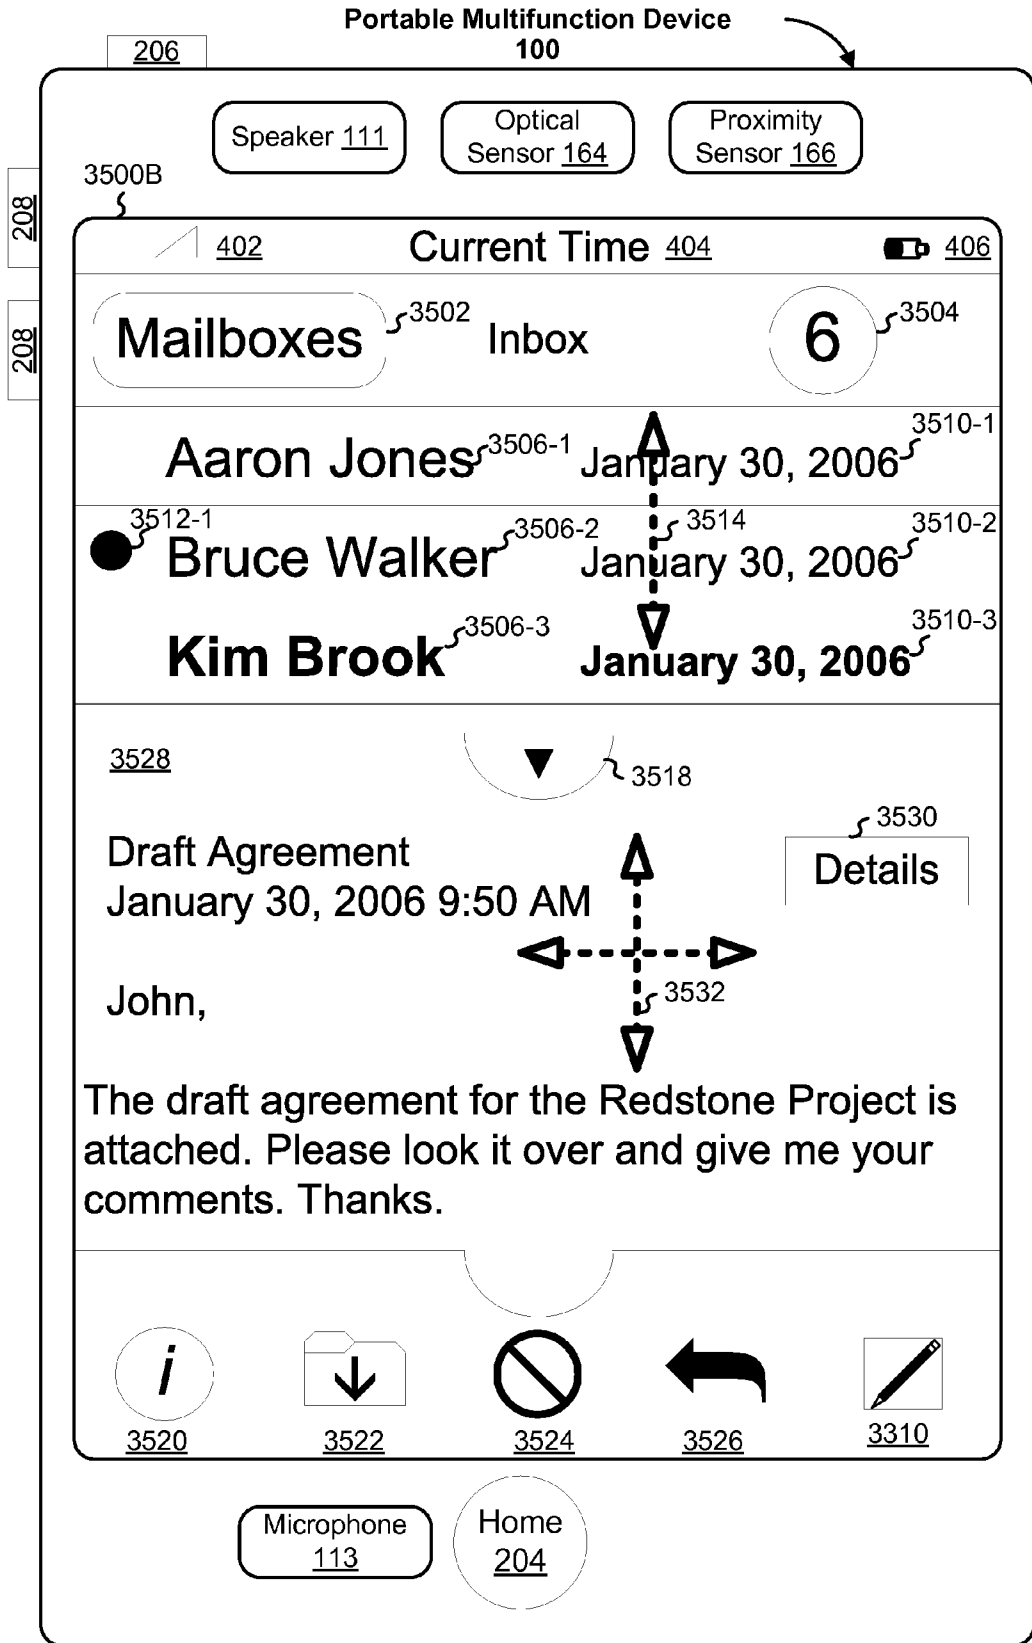 Portable Multifunction Device
100
206
Speaker 111
Optical
Sensor 164
Proximity
Sensor 166
3500B
208
208
402
Current Time 404
406
Mailboxes
3502
Inbox
6
3504
Aaron Jones
3506-1
January 30, 2006
3510-1
3512-1
Bruce Walker
3506-2
3514
January 30, 2006
3510-2
Kim Brook
3506-3
January 30, 2006
3510-3
3528
3518
3530
Draft Agreement
Details
January 30, 2006 9:50 AM
3532
John,
The draft agreement for the Redstone Project is
attached. Please look it over and give me your
comments. Thanks.
i
3520
3522
3524
3526
3310
Microphone
113
Home
204